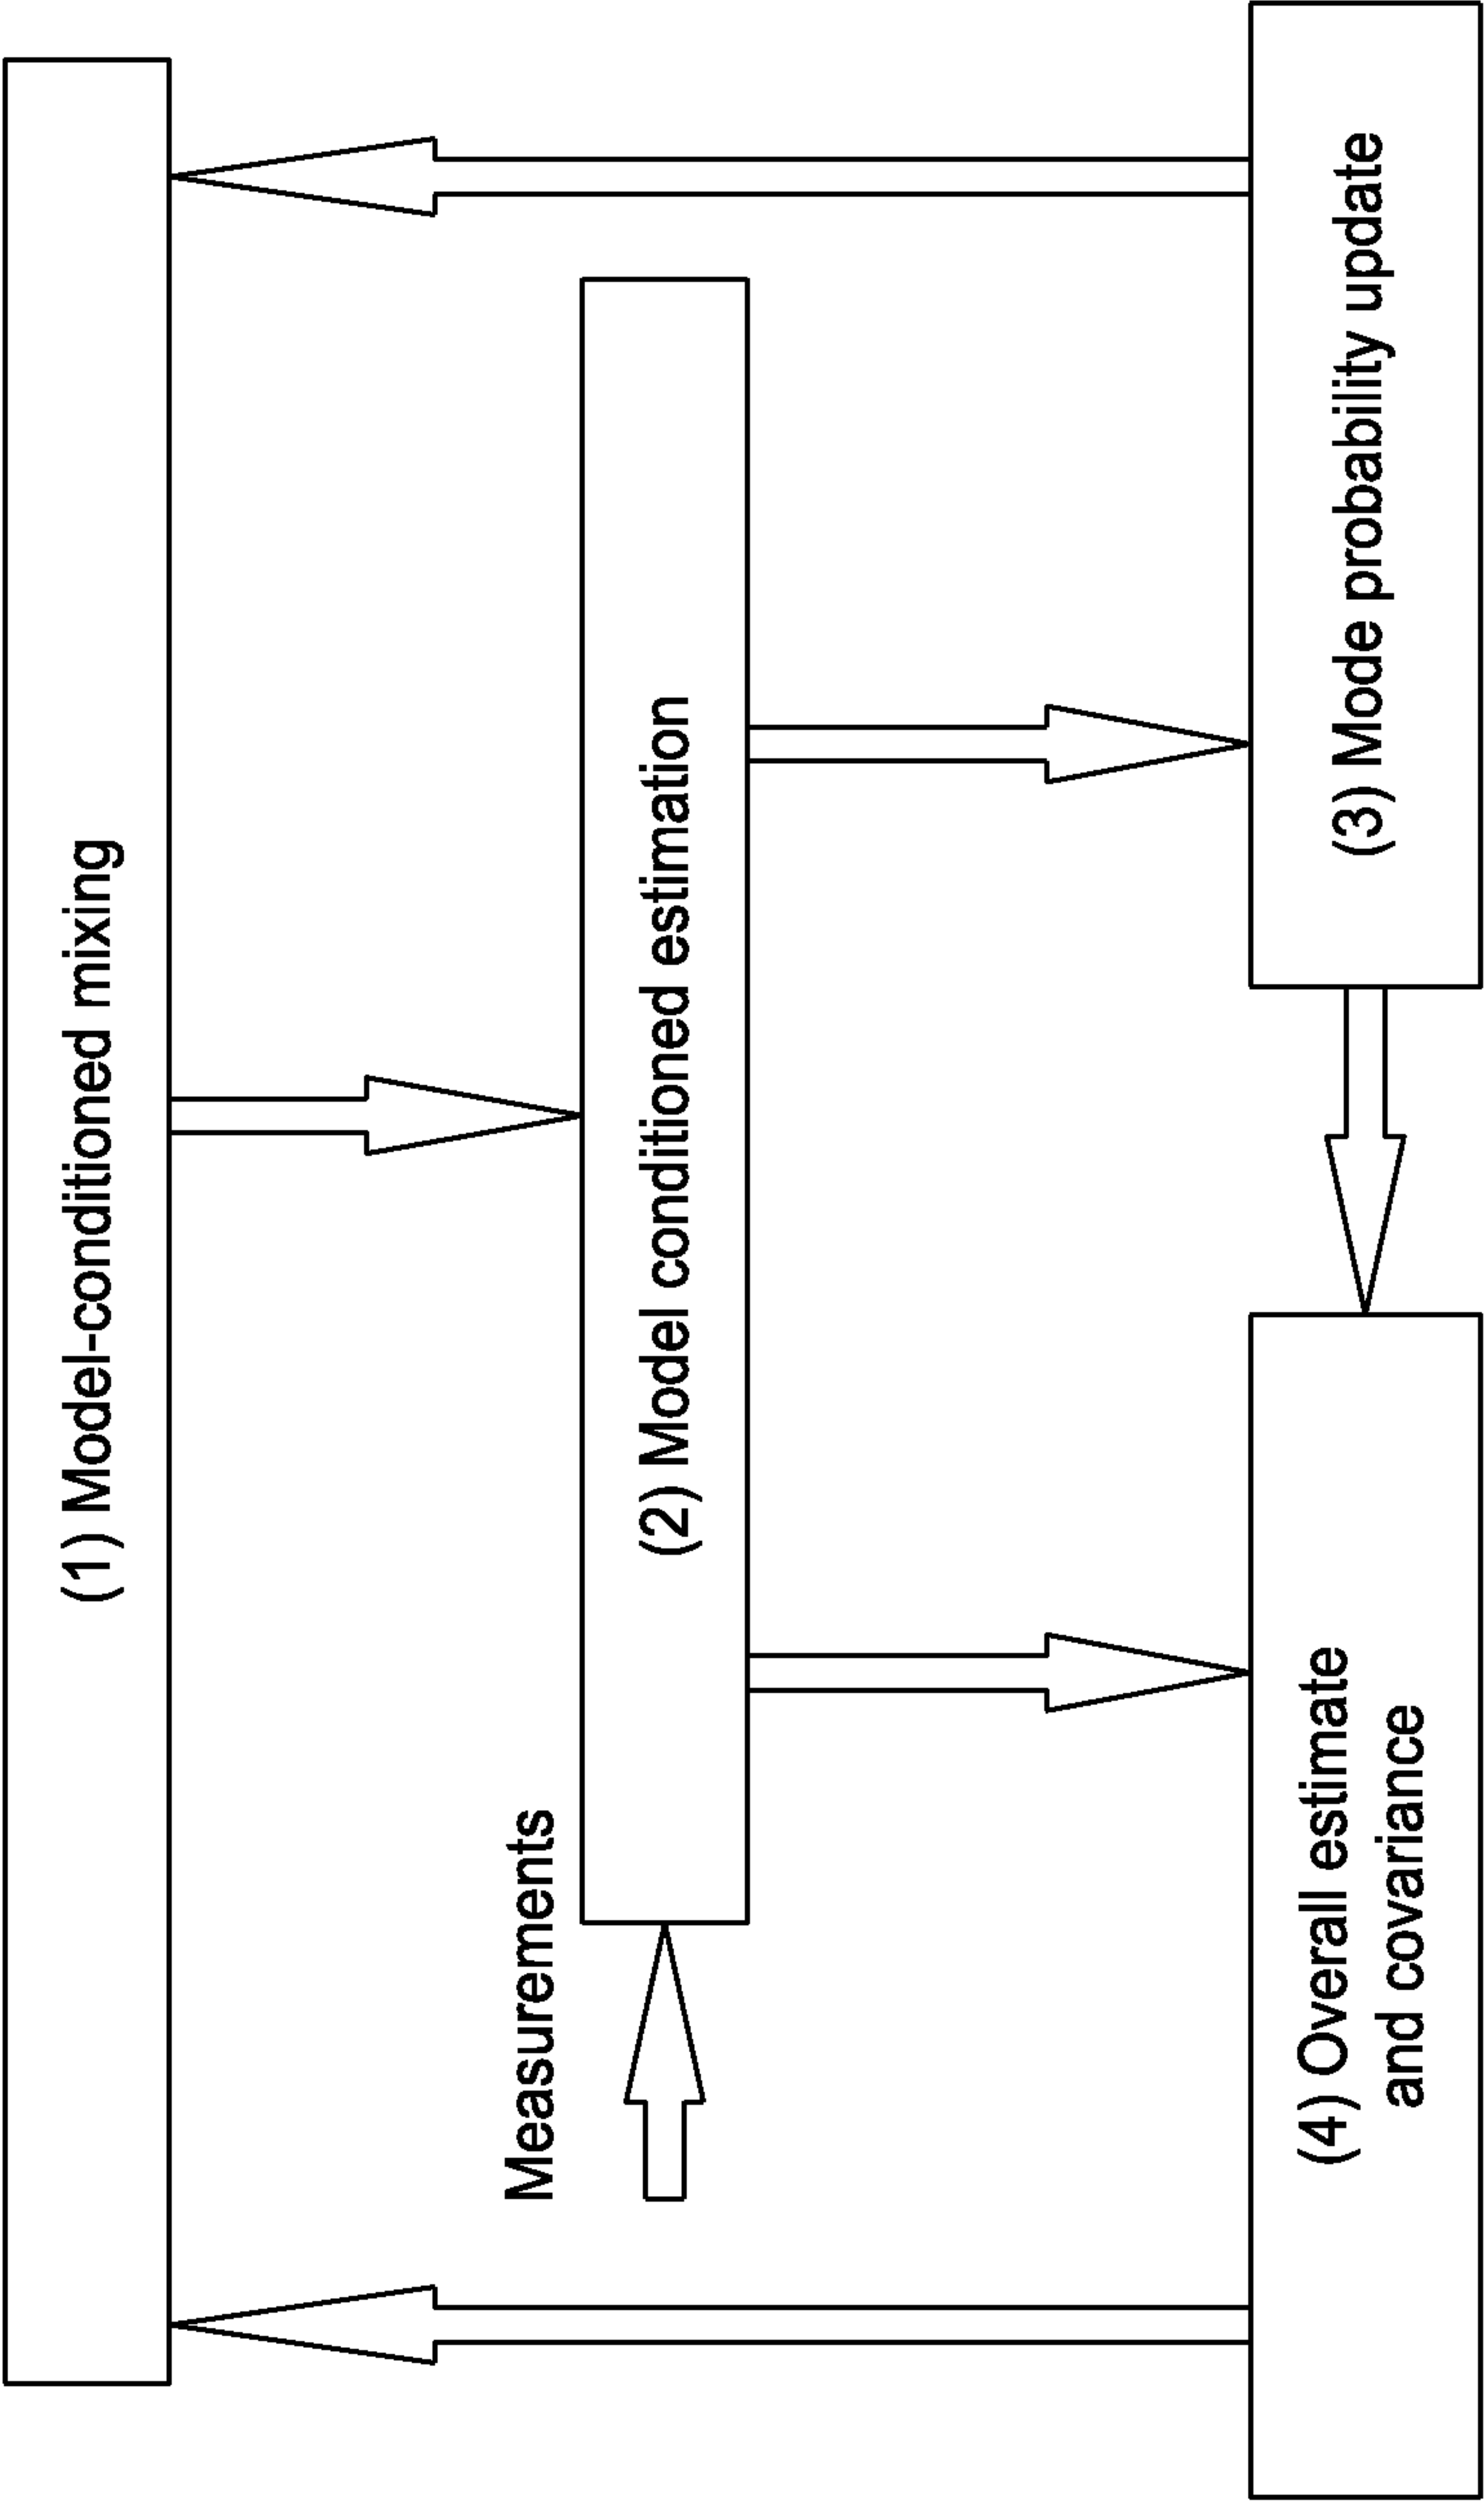 (1) Model-conditioned mixing
Measurements
(2) Model conditioned estimation
(4) Overall estimate
and covariance
(3) Mode probability update